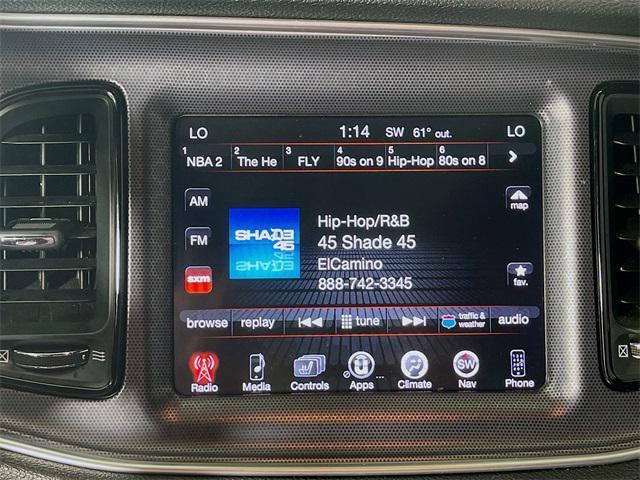 LO 1:14 SW 61° out. LO
1 NBA 2 2 The He 3 FLY 4 90s on 9 5 Hip-Hop 6 80s on 8
AM
map
Hip-Hop/R&B
SHADE 45
45 Shade 45
FM
ElCamino
sxm
888-742-3345
fav.
browse replay tune traffic & weather audio
Radio Media Controls Apps Climate Nav Phone
SW